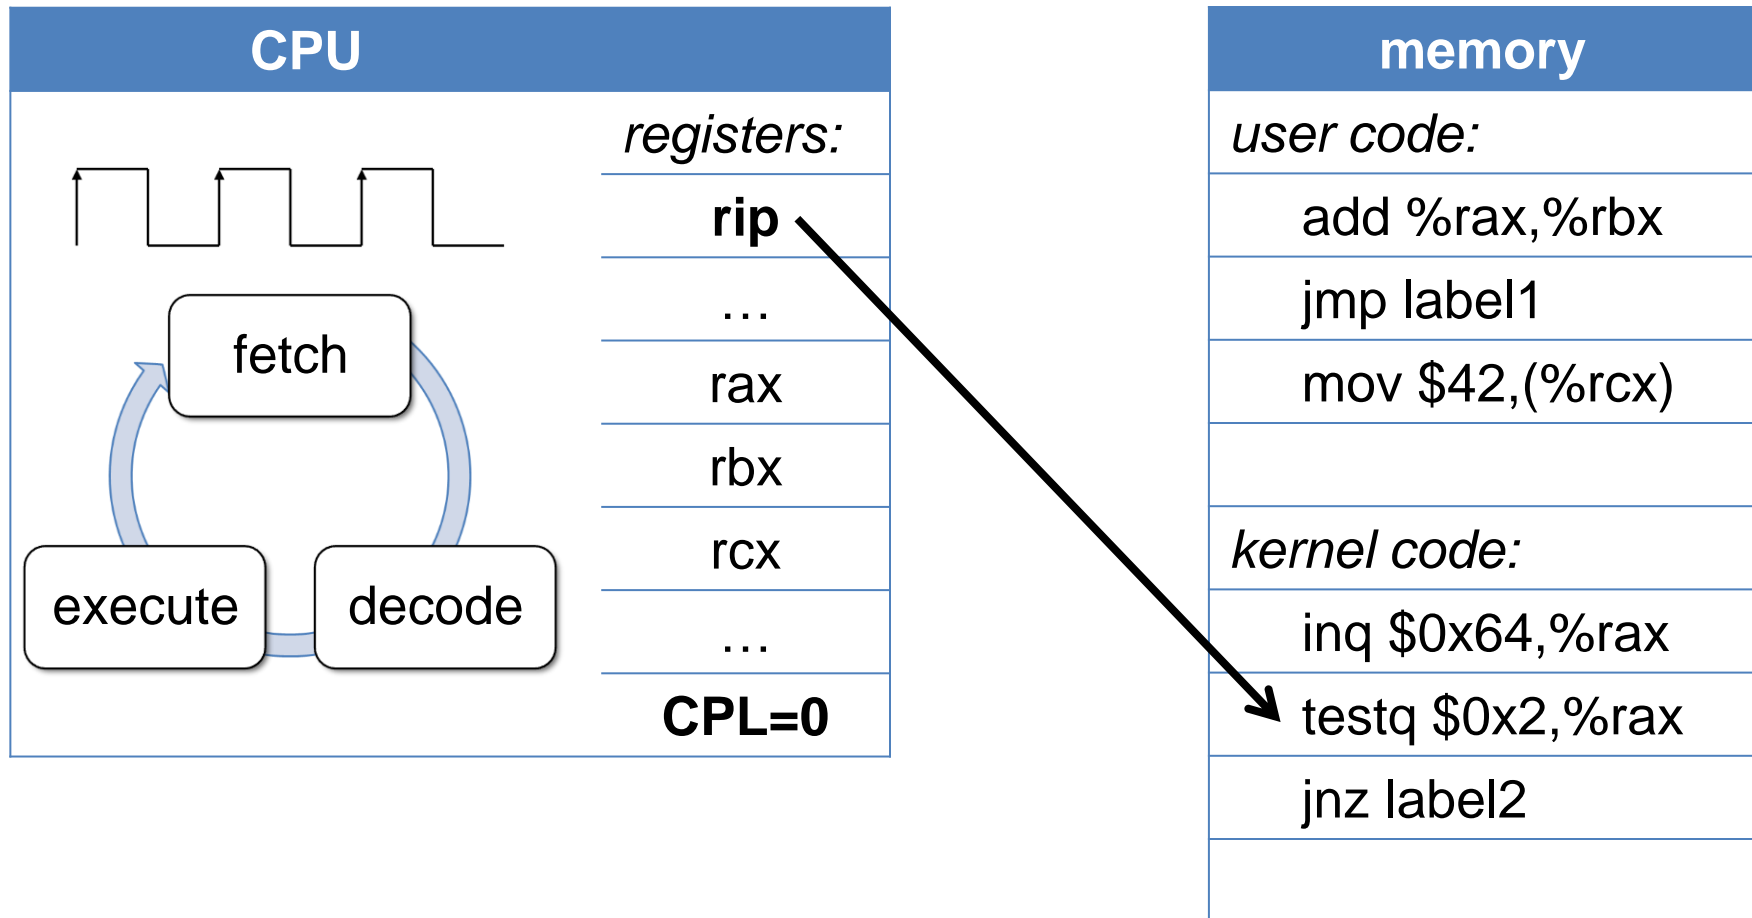 CPU
registers:
rip
…
rax
rbx
rcx
…
CPL=0
fetch
execute
decode
memory
user code:
add %rax,%rbx
jmp label1
mov $42,(%rcx)
kernel code:
inq $0x64,%rax
testq $0x2,%rax
jnz label2